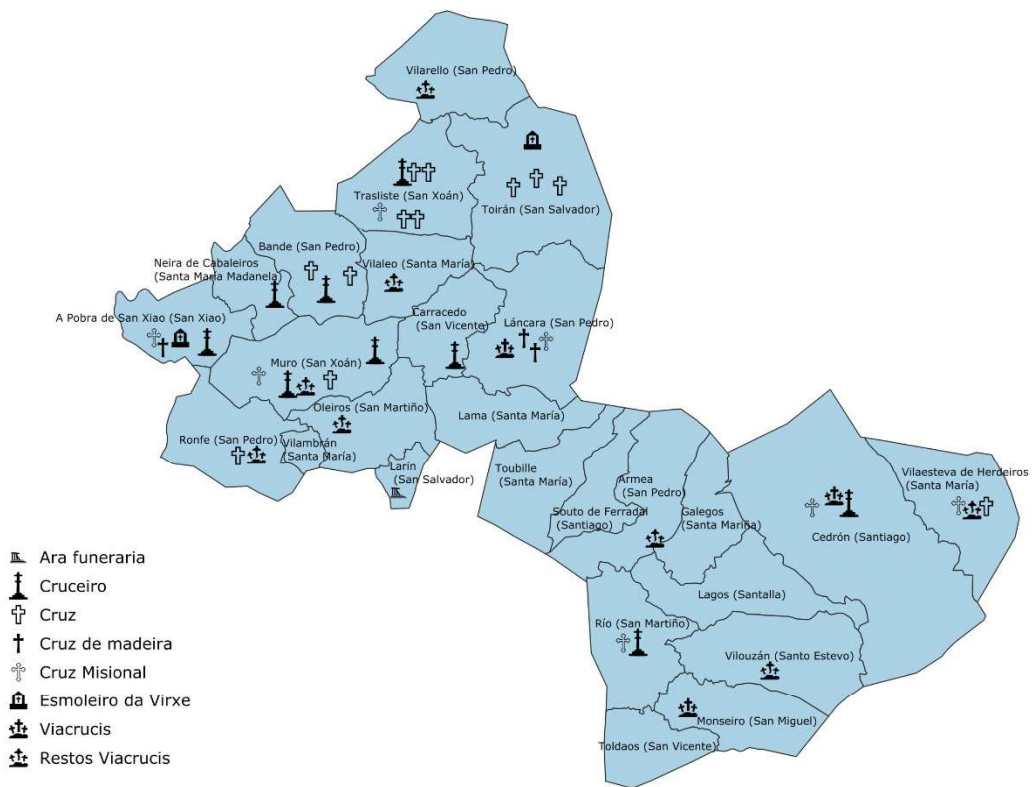 Vilarello (San Pedro)
Trasliste (San Xoán)
Toirán (San Salvador)
Bande (San Pedro)
Vilaleo (Santa María)
Neira de Cabaleiros
(Santa María Madanela)
A Pobra de San Xiao (San Xiao)
Carracedo
(San Vicente)
Láncara (San Pedro)
Muro (San Xoán)
Oleiros (San Martiño)
Lama (Santa María)
Ronfe (San Pedro)
Vilambrán
(Santa María)
Larin
(San Salvador)
Toubille
(Santa María)
Armea
(San Pedro)
Souto de Ferradal
(Santiago)
Galegos
(Santa Mariña)
Vilaesteva de Herdeiros
(Santa María)
Cedrón (Santiago)
Lagos (Santalla)
Río (San Martiño)
Vilouzán (Santo Estevo)
Monseiro (San Miguel)
Toldaos (San Vicente)
Ara funeraria
Cruceiro
Cruz
Cruz de madeira
Cruz Misional
Esmoleiro da Virxe
Viacrucis
Restos Viacrucis